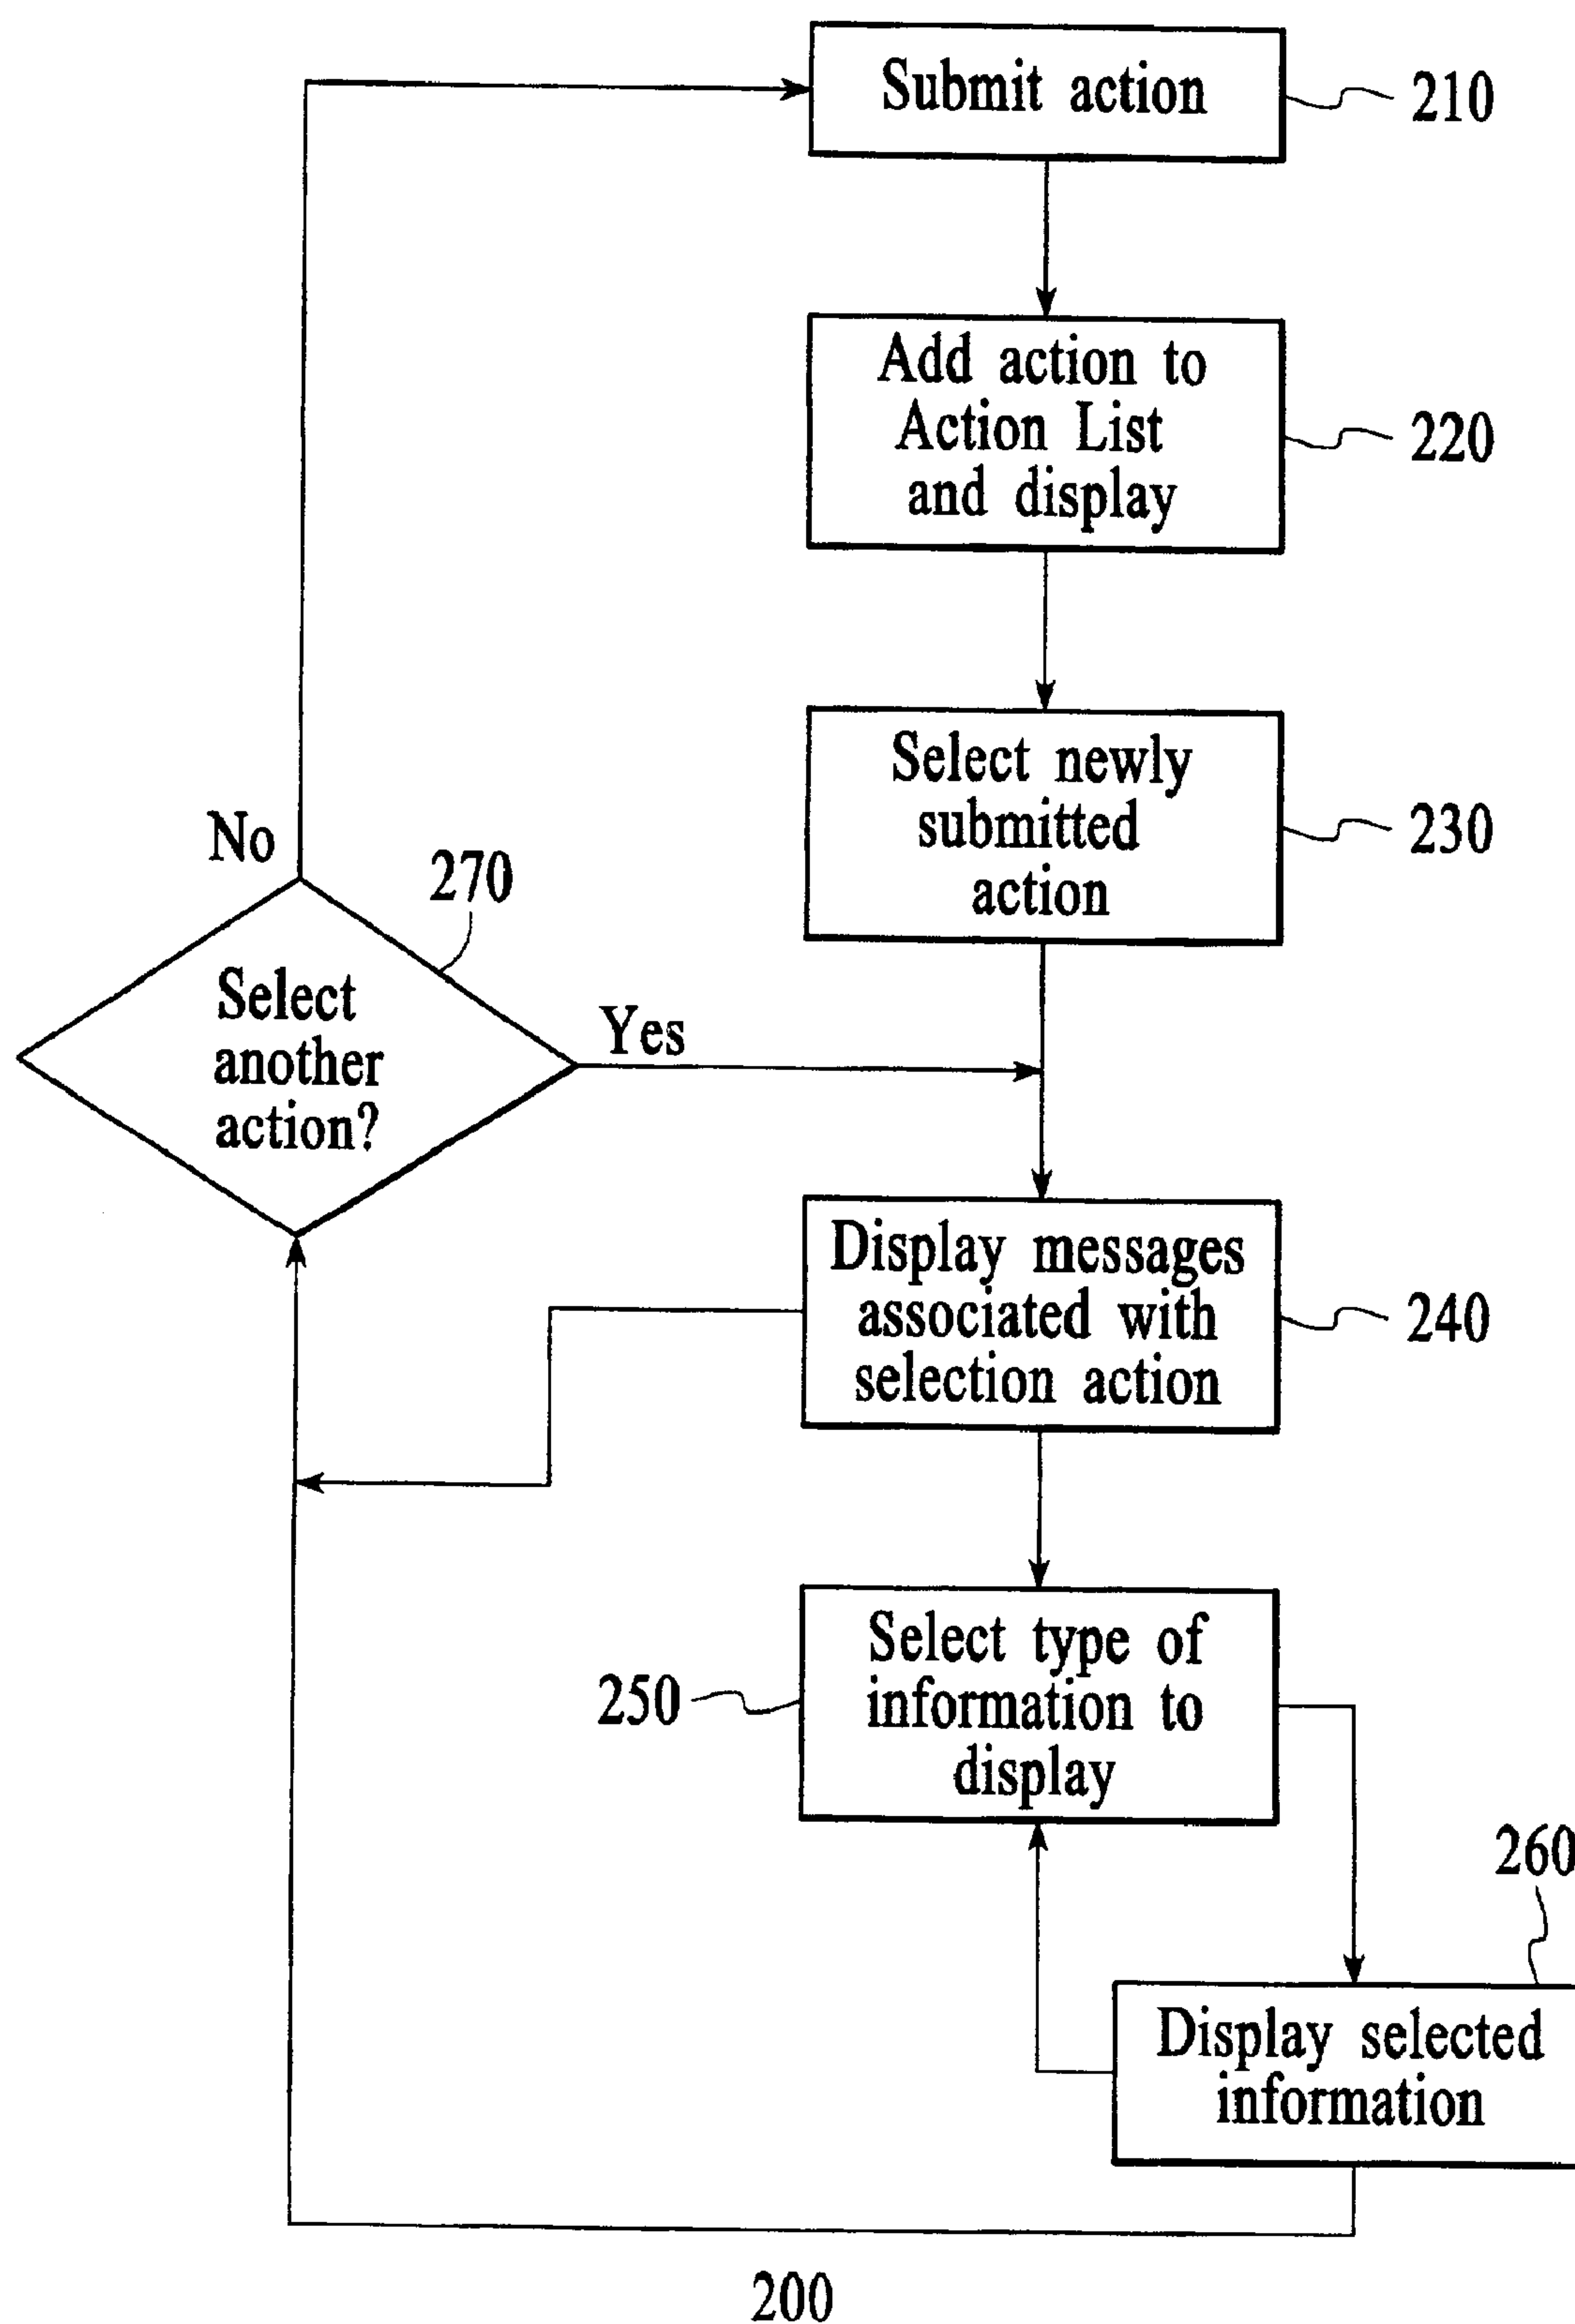 Submit action
210
Add action to
Action List
and display
220
Select newly
submitted
action
230
No
270
Select
another
action?
Yes
Display messages
associated with
selection action
240
Select type of
information to
display
250
260
Display selected
information
200